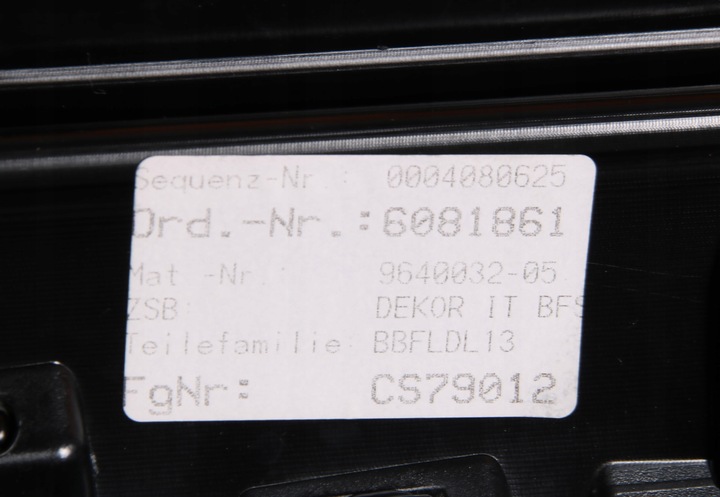 Sequenz-Nr : 0004080625
Ord.-Nr.: 6081861
Mat -Nr.: 9640032-05
ZSB: DEKOR IT BFS
Teilefamilie: BBFLDL13
FgNr: CS79012